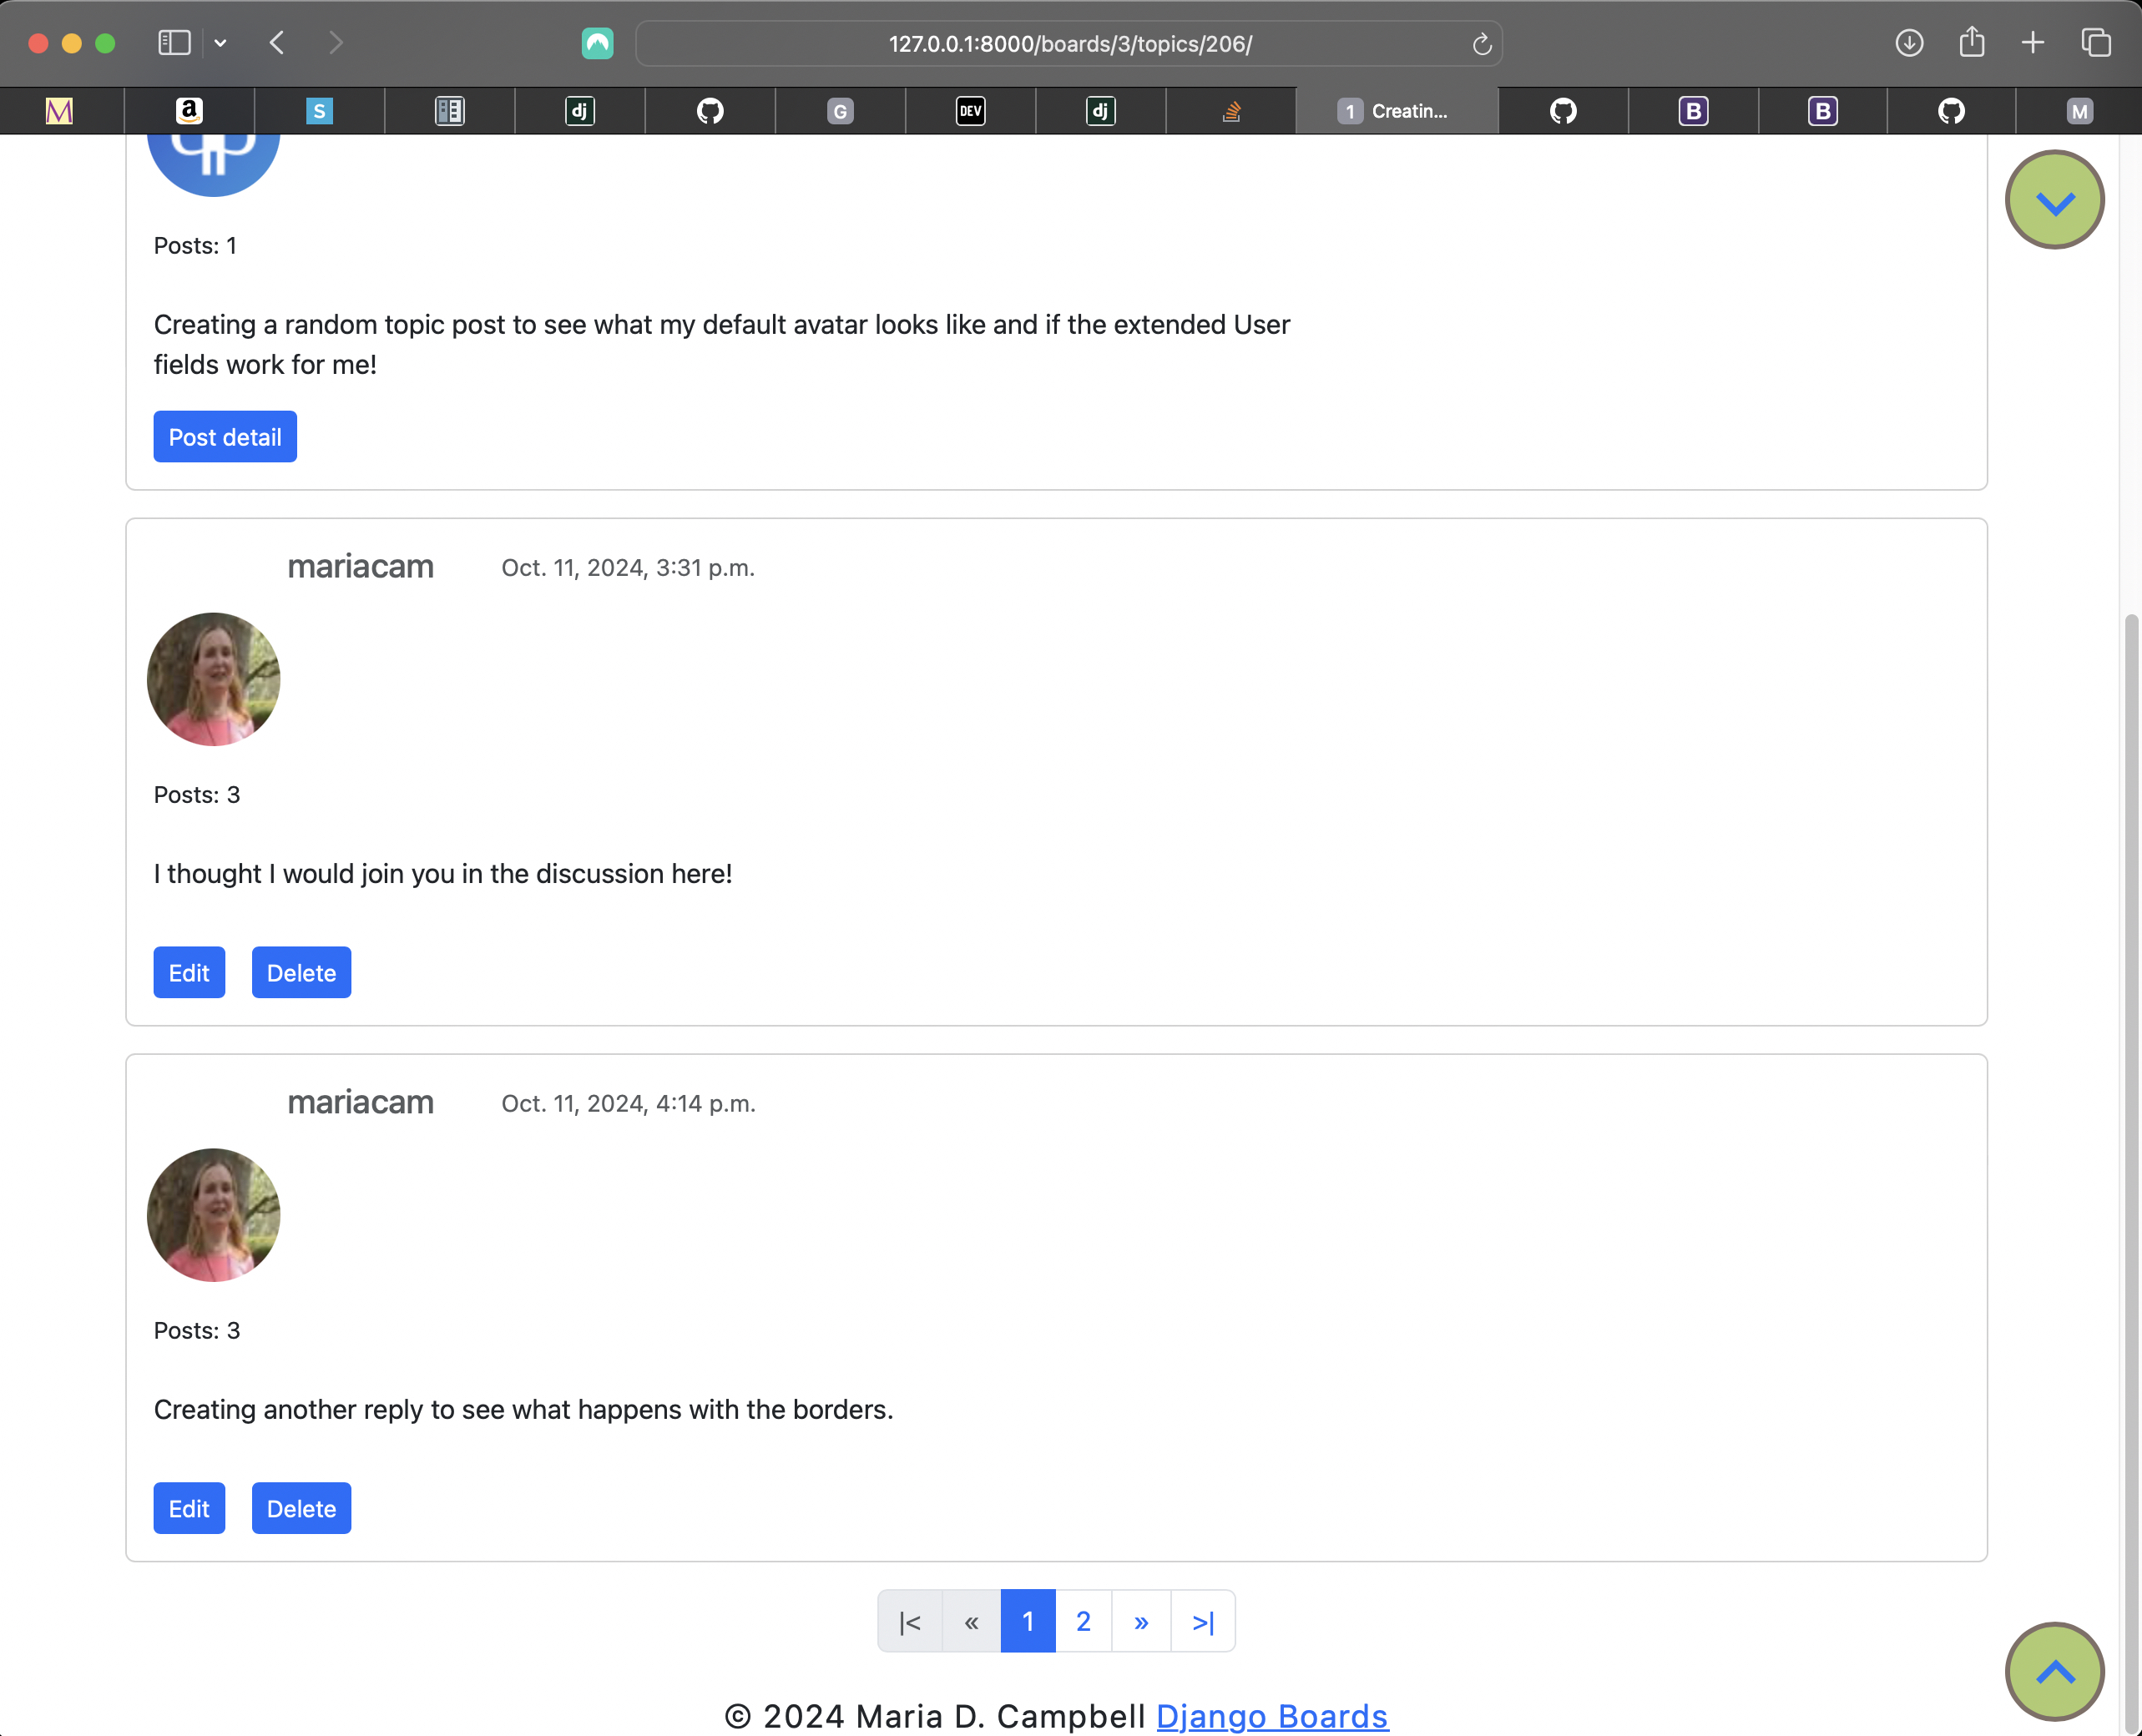 127.0.0.1:8000/boards/3/topics/206/
M
a
S
dj
G
DEV
dj
1 Creatin...
B
B
M
Posts: 1
Creating a random topic post to see what my default avatar looks like and if the extended User
fields work for me!
Post detail
mariacam Oct. 11, 2024, 3:31 p.m.
Posts: 3
I thought I would join you in the discussion here!
Edit Delete
mariacam Oct. 11, 2024, 4:14 p.m.
Posts: 3
Creating another reply to see what happens with the borders.
Edit Delete
|< « 1 2 » >|
© 2024 Maria D. Campbell Django Boards